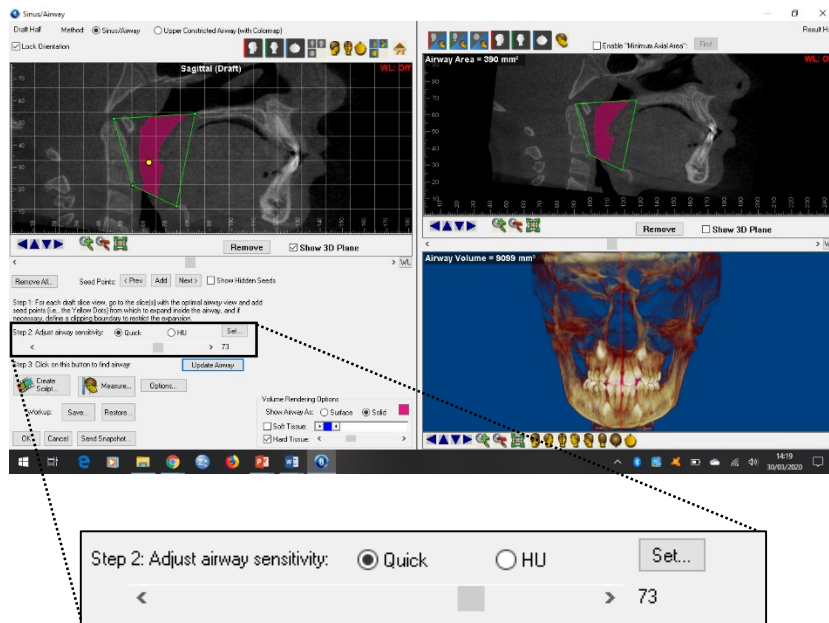 Sinus/Airway
Draft Half Method: Sinus/Airway Upper Constricted Airway (with Colormap)
Lock Orientation
Sagittal (Draft)
WL: Off
Remove Show 3D Plane
WL
Remove All... Seed Points: < Prev Add Next > Show Hidden Seeds
Step 1: For each draft slice view, go to the slice(s) with the optimal airway view and add
seed points (i.e., the Yellow Dots) from which to expand inside the airway, and if
necessary, define a clipping boundary to restrict the expansion.
Step 2: Adjust airway sensitivity: Quick HU Set...
73
Step 3: Click on this button to find airway Update Airway
Create Script... Measure... Options...
Workup: Save... Restore...
OK Cancel Send Snapshot...
Volume Rendering Options
Show Airway As: Surface Solid
Soft Tissue:
Hard Tissue:
Result Ha
Enable "Minimum Axial Area": Find
Airway Area = 390 mm²
WL: O
Remove Show 3D Plane
Airway Volume = 9099 mm³
14:19
30/03/2020
Step 2: Adjust airway sensitivity: Quick HU Set...
73